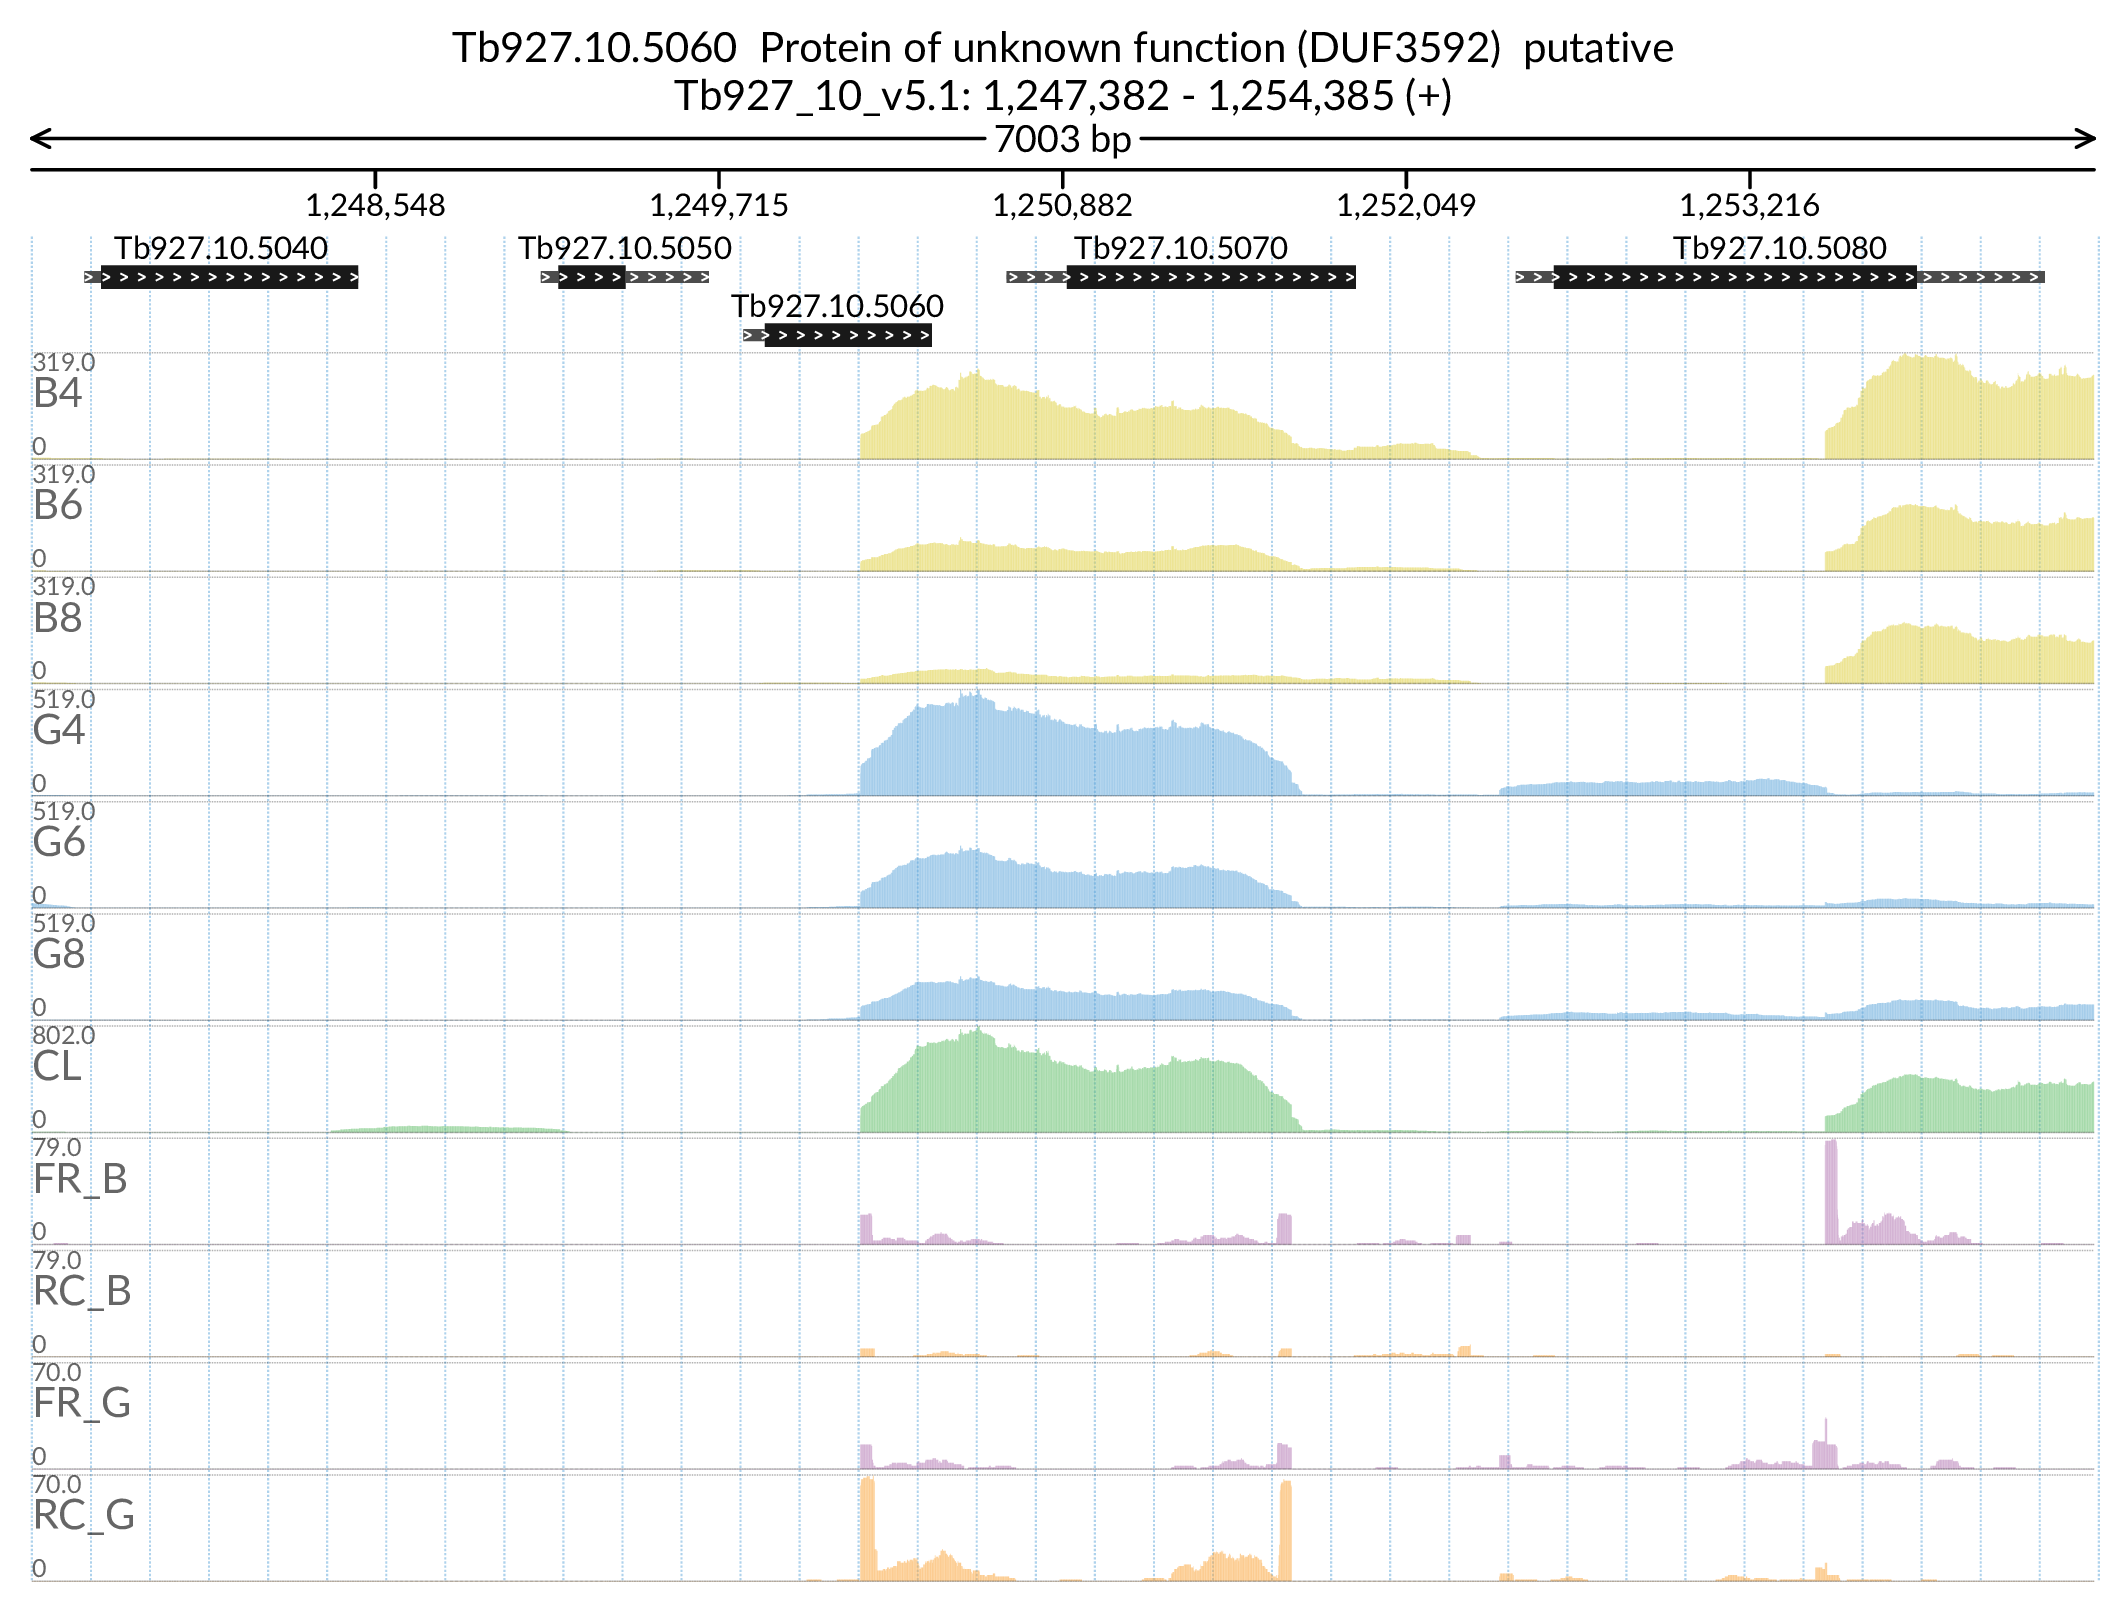 Tb927.10.5060  Protein of unknown function (DUF3592)  putative
Tb927_10_v5.1: 1,247,382 - 1,254,385 (+)
7003 bp
1,248,548 1,249,715 1,250,882 1,252,049 1,253,216
Tb927.10.5040 Tb927.10.5050 Tb927.10.5070 Tb927.10.5080
Tb927.10.5060
319.0
B4
0
319.0
B6
0
319.0
B8
0
519.0
G4
0
519.0
G6
0
519.0
G8
0
802.0
CL
0
79.0
FR_B
0
79.0
RC_B
0
70.0
FR_G
0
70.0
RC_G
0